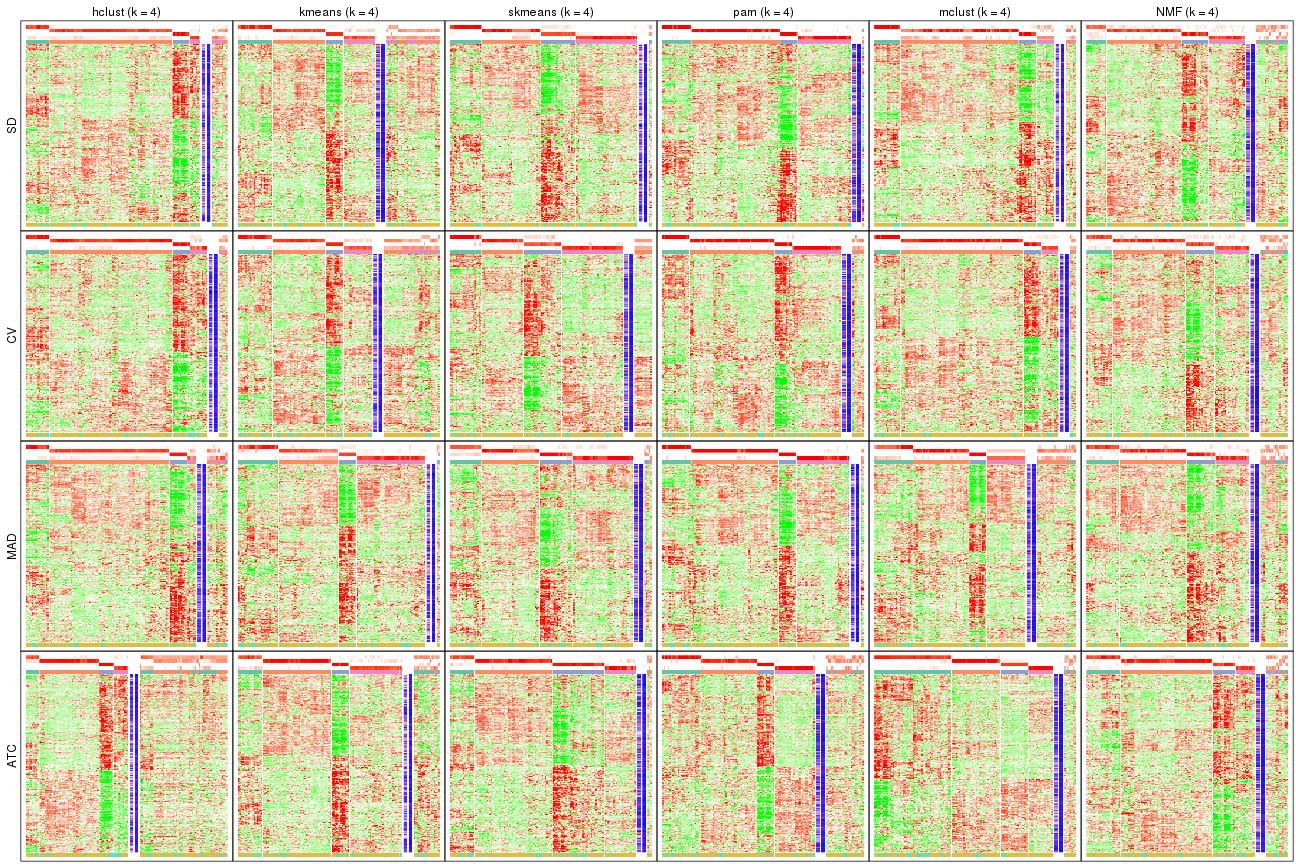 hclust (k = 4) kmeans (k = 4) skmeans (k = 4) pam (k = 4) mclust (k = 4) NMF (k = 4)
SD
CV
MAD
ATC